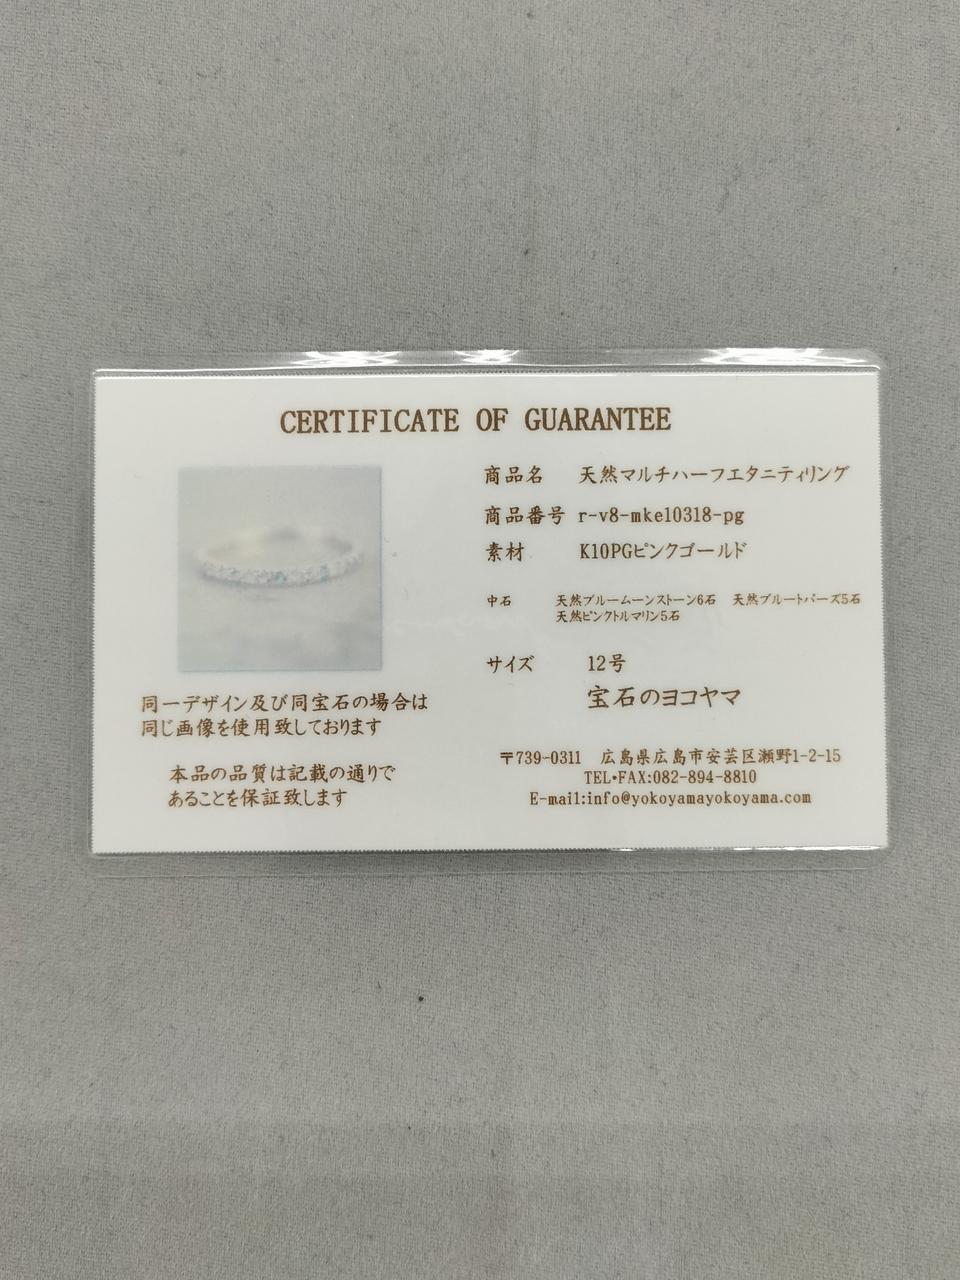 CERTIFICATE OF GUARANTEE
商品名 天然マルチハーフエタニティリング
商品番号 r-v8-mke10318-pg
素材 K10PGピンクゴールド
中石 天然ブルームーンストーン6石 天然ブルートパーズ5石
天然ピンクトルマリン5石
サイズ 12号
宝石のヨコヤマ
〒739-0311 広島県広島市安芸区瀬野1-2-15
TEL・FAX:082-894-8810
E-mail:info@yokoyamayokoyama.com
同一デザイン及び同宝石の場合は
同じ画像を使用致しております
本品の品質は記載の通りで
あることを保証致します